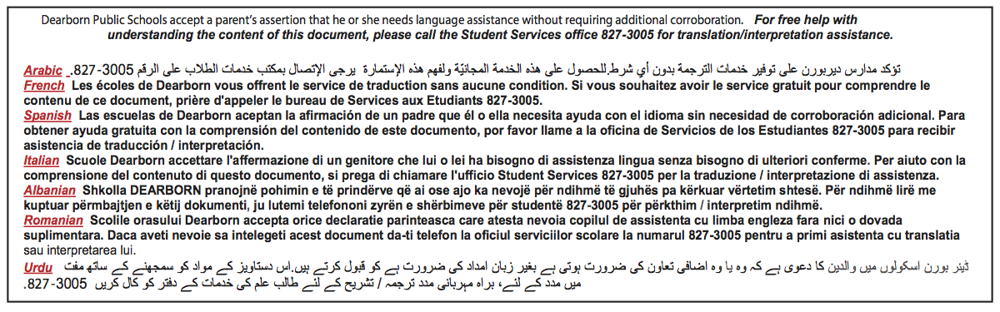 Dearborn Public Schools accept a parent's assertion that he or she needs language assistance without requiring additional corroboration. For free help with
understanding the content of this document, please call the Student Services office 827-3005 for translation/interpretation assistance.
Arabic تؤكد مدارس ديربورن على توفير خدمات الترجمة بدون أي شرط.للحصول على هذه الخدمة المجانيّة ولفهم هذه الإستمارة يرجى الإتصال بمكتب خدمات الطلاب على الرقم 827-3005.
French Les écoles de Dearborn vous offrent le service de traduction sans aucune condition. Si vous souhaitez avoir le service gratuit pour comprendre le
contenu de ce document, prière d'appeler le bureau de Services aux Etudiants 827-3005.
Spanish Las escuelas de Dearborn aceptan la afirmación de un padre que él o ella necesita ayuda con el idioma sin necesidad de corroboración adicional. Para
obtener ayuda gratuita con la comprensión del contenido de este documento, por favor llame a la oficina de Servicios de los Estudiantes 827-3005 para recibir
asistencia de traducción / interpretación.
Italian Scuole Dearborn accettare l'affermazione di un genitore che lui o lei ha bisogno di assistenza lingua senza bisogno di ulteriori conferme. Per aiuto con la
comprensione del contenuto di questo documento, si prega di chiamare l'ufficio Student Services 827-3005 per la traduzione / interpretazione di assistenza.
Albanian Shkolla DEARBORN pranojnë pohimin e të prindërve që ai ose ajo ka nevojë për ndihmë të gjuhës pa kërkuar vërtetim shtesë. Për ndihmë lirë me
kuptuar përmbajtjen e këtij dokumenti, ju lutemi telefononi zyrën e shërbimeve për studentë 827-3005 për përkthim / interpretim ndihmë.
Romanian Scolile orasului Dearborn accepta orice declaratie parinteasca care atesta nevoia copilul de assistenta cu limba engleza fara nici o dovada
suplimentara. Daca aveti nevoie sa intelegeti acest document da-ti telefon la oficiul serviciilor scolare la numarul 827-3005 pentru a primi asistenta cu translatia
sau interpretarea lui.
Urdu ڈیئر بورن اسکولوں میں والدین کا دعوی ہے کہ وہ یا وہ اضافی تعاون کی ضرورت ہوتی ہے بغیر زبان امداد کی ضرورت ہے کو قبول کرتے ہیں.اس دستاویز کے مواد کو سمجھنے کے ساتھ مفت
میں مدد کے لئے، براہ مہربانی مدد ترجمہ / تشریح کے لئے طالب علم کی خدمات کے دفتر کو کال کریں 827-3005.